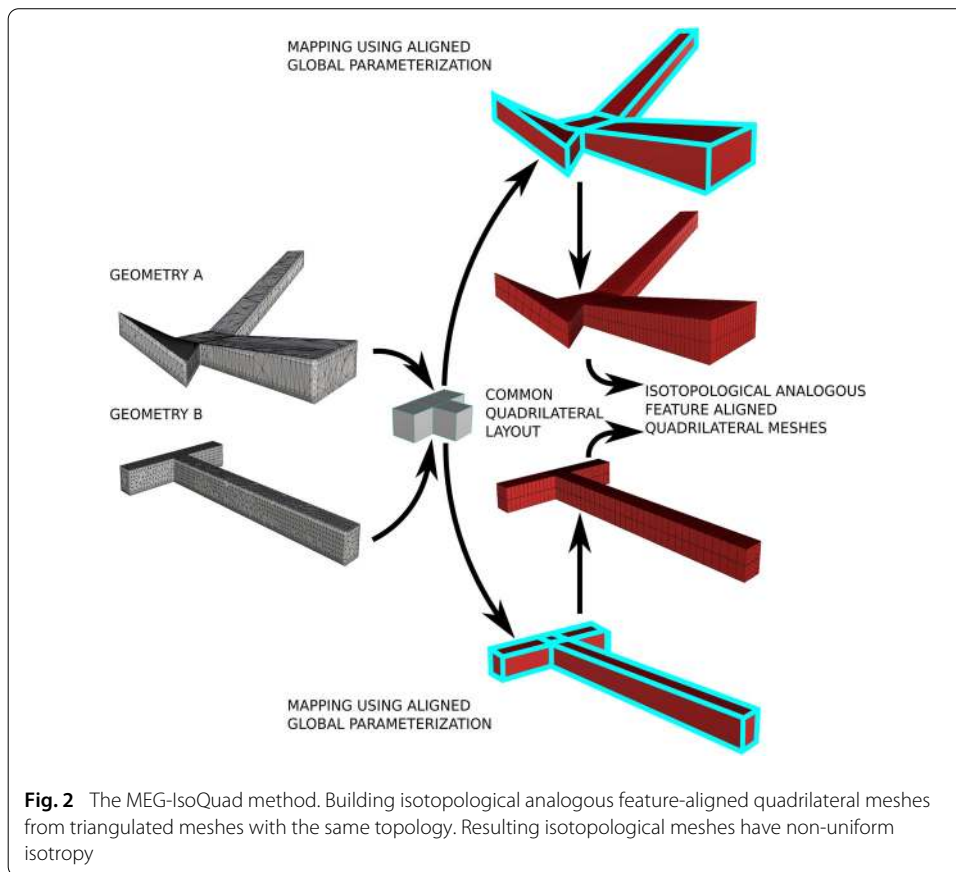 MAPPING USING ALIGNED
GLOBAL PARAMETERIZATION
GEOMETRY A
GEOMETRY B
COMMON
QUADRILATERAL
LAYOUT
ISOTOPOLOGICAL ANALOGOUS
FEATURE ALIGNED
QUADRILATERAL MESHES
MAPPING USING ALIGNED
GLOBAL PARAMETERIZATION
Fig. 2 The MEG-IsoQuad method. Building isotopological analogous feature-aligned quadrilateral meshes
from triangulated meshes with the same topology. Resulting isotopological meshes have non-uniform
isotropy